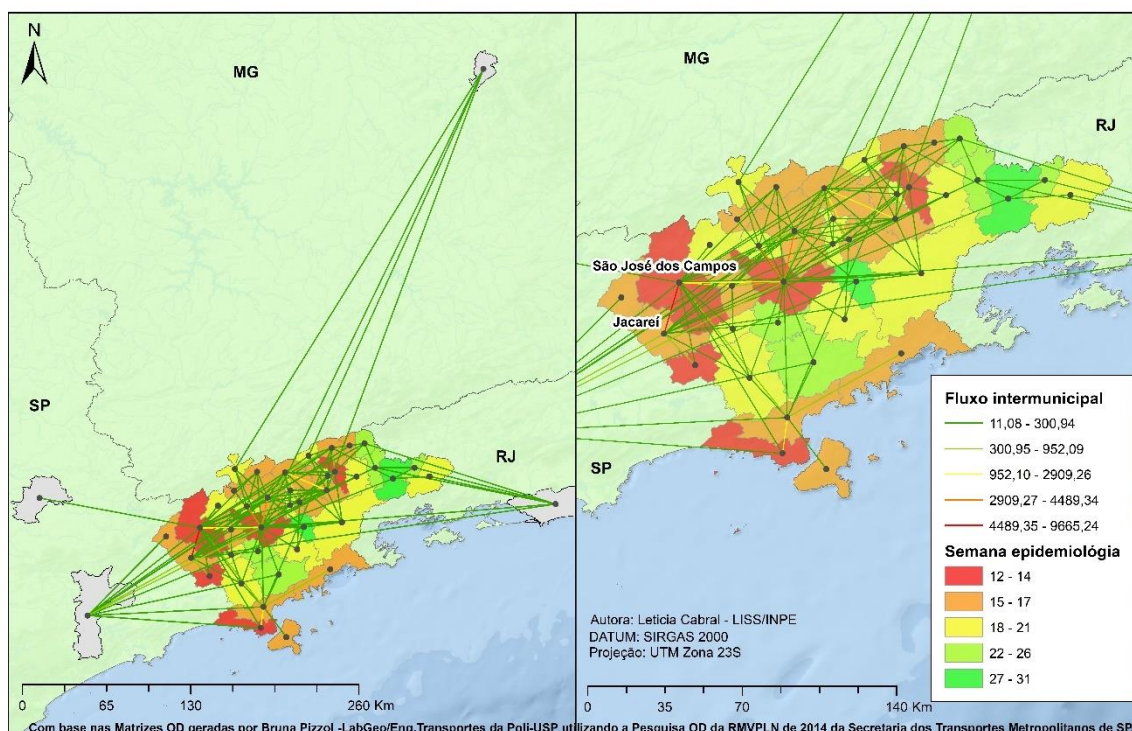 N
MG
SP
RJ
0 65 130 260 Km
MG
RJ
São José dos Campos
Jacareí
SP
Fluxo intermunicipal
11,08 - 300,94
300,95 - 952,09
952,10 - 2909,26
2909,27 - 4489,34
4489,35 - 9665,24
Semana epidemiológia
12 - 14
15 - 17
18 - 21
22 - 26
27 - 31
Autora: Leticia Cabral - LISS/INPE
DATUM: SIRGAS 2000
Projeção: UTM Zona 23S
0 35 70 140 Km
Com base nas Matrizes OD geradas por Bruna Pizzol -LabGeo/Eng.Transportes da Poli-USP utilizando a Pesquisa OD da RMVPLN de 2014 da Secretaria dos Transportes Metropolitanos de SP